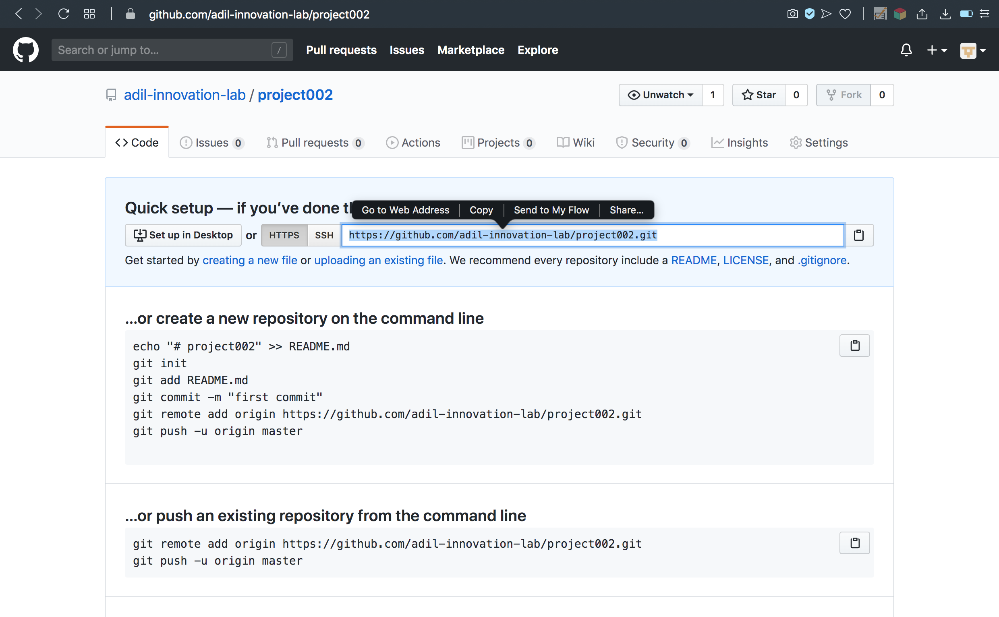 github.com/adil-innovation-lab/project002
Search or jump to...
/
Pull requests
Issues
Marketplace
Explore
adil-innovation-lab / project002
Unwatch 1
Star 0
Fork 0
Code
Issues 0
Pull requests 0
Actions
Projects 0
Wiki
Security 0
Insights
Settings
Quick setup — if you’ve done
Go to Web Address
Copy
Send to My Flow
Share...
Set up in Desktop
or
HTTPS
SSH
https://github.com/adil-innovation-lab/project002.git
Get started by creating a new file or uploading an existing file. We recommend every repository include a README, LICENSE, and .gitignore.
…or create a new repository on the command line
echo "# project002" >> README.md
git init
git add README.md
git commit -m "first commit"
git remote add origin https://github.com/adil-innovation-lab/project002.git
git push -u origin master
…or push an existing repository from the command line
git remote add origin https://github.com/adil-innovation-lab/project002.git
git push -u origin master